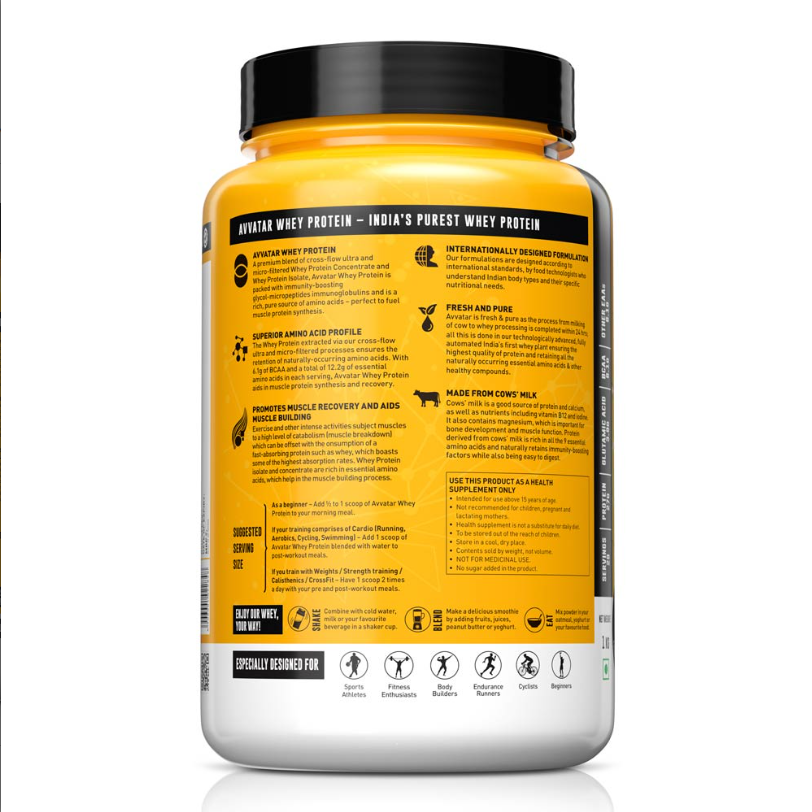 AVVATAR WHEY PROTEIN – INDIA'S PUREST WHEY PROTEIN
AVVATAR WHEY PROTEIN
A premium blend of cross-flow ultra and
micro-filtered Whey Protein Concentrate and
Whey Protein Isolate, Avvatar Whey Protein is
packed with immunity-boosting
glycol-micropeptides immunoglobulins and is a
rich, pure source of amino acids – perfect to fuel
muscle protein synthesis.
SUPERIOR AMINO ACID PROFILE
The Whey Protein extracted via our cross-flow
ultra and micro-filtered processes ensures the
retention of naturally-occurring amino acids. With
6.1g of BCAA and a total of 12.2g of essential
amino acids in each serving, Avvatar Whey Protein
aids in muscle protein synthesis and recovery.
PROMOTES MUSCLE RECOVERY AND AIDS
MUSCLE BUILDING
Exercise and other intense activities subject muscles
to a high level of catabolism (muscle breakdown)
which can be offset with the onsumption of a
fast-absorbing protein such as whey, which boasts
some of the highest absorption rates. Whey Protein
isolate and concentrate are rich in essential amino
acids, which help in the muscle building process.
INTERNATIONALLY DESIGNED FORMULATION
Our formulations are designed according to
international standards, by food technologists who
understand Indian body types and their specific
nutritional needs.
FRESH AND PURE
Avvatar is fresh & pure as the process from milking
of cow to whey processing is completed within 24 hrs,
all this is done in our technologically advanced, fully
automated India's first whey plant ensuring the
highest quality of protein and retaining all the
naturally occurring essential amino acids & other
healthy compounds.
MADE FROM COWS' MILK
Cows' milk is a good source of protein and calcium,
as well as nutrients including vitamin B12 and iodine.
It also contains magnesium, which is important for
bone development and muscle function. Protein
derived from cows' milk is rich in all the 9 essential
amino acids and naturally retains immunity-boosting
factors while also being easy to digest.
USE THIS PRODUCT AS A HEALTH
SUPPLEMENT ONLY
• Intended for use above 15 years of age.
• Not recommended for children, pregnant and
lactating mothers.
• Health supplement is not a substitute for daily diet.
• To be stored out of the reach of children.
• Store in a cool, dry place.
• Contents sold by weight, not volume.
• NOT FOR MEDICINAL USE.
• No sugar added in the product.
SUGGESTED
SERVING
SIZE
As a beginner – Add ½ to 1 scoop of Avvatar Whey
Protein to your morning meal.
If your training comprises of Cardio (Running,
Aerobics, Cycling, Swimming) – Add 1 scoop of
Avvatar Whey Protein blended with water to
post-workout meals.
If you train with Weights / Strength training /
Calisthenics / CrossFit – Have 1 scoop 2 times
a day with your pre and post-workout meals.
ENJOY OUR WHEY,
YOUR WAY!
SHAKE
Combine with cold water,
milk or your favourite
beverage in a shaker cup.
BLEND
Make a delicious smoothie
by adding fruits, juices,
peanut butter or yoghurt.
EAT
Mix powder in your
oatmeal, yoghurt or
your favourite food.
ESPECIALLY DESIGNED FOR
Sports
Athletes
Fitness
Enthusiasts
Body
Builders
Endurance
Runners
Cyclists
Beginners
OTHER EAAs
BCAA
GLUTAMIC ACID
PROTEIN
SERVINGS